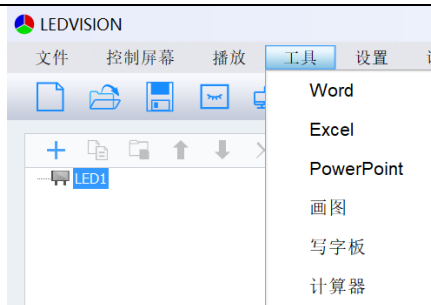 LEDVISION
文件 控制屏幕 播放 工具 设置
Word
Excel
PowerPoint
LED1
画图
写字板
计算器